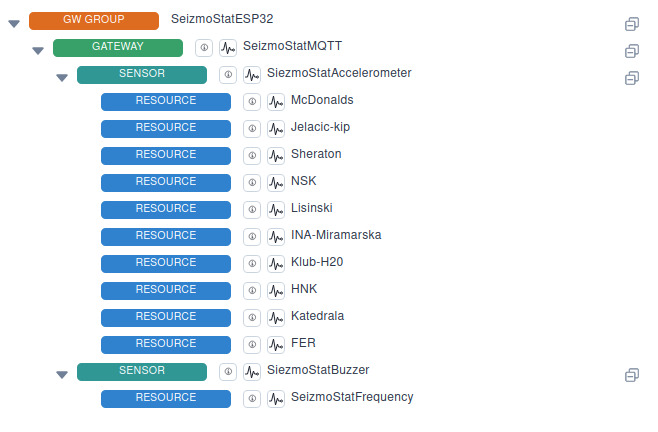 GW GROUP SeizmoStatESP32
GATEWAY SeizmoStatMQTT
SENSOR SiezmoStatAccelerometer
RESOURCE McDonalds
RESOURCE Jelacic-kip
RESOURCE Sheraton
RESOURCE NSK
RESOURCE Lisinski
RESOURCE INA-Miramarska
RESOURCE Klub-H20
RESOURCE HNK
RESOURCE Katedrala
RESOURCE FER
SENSOR SiezmoStatBuzzer
RESOURCE SeizmoStatFrequency